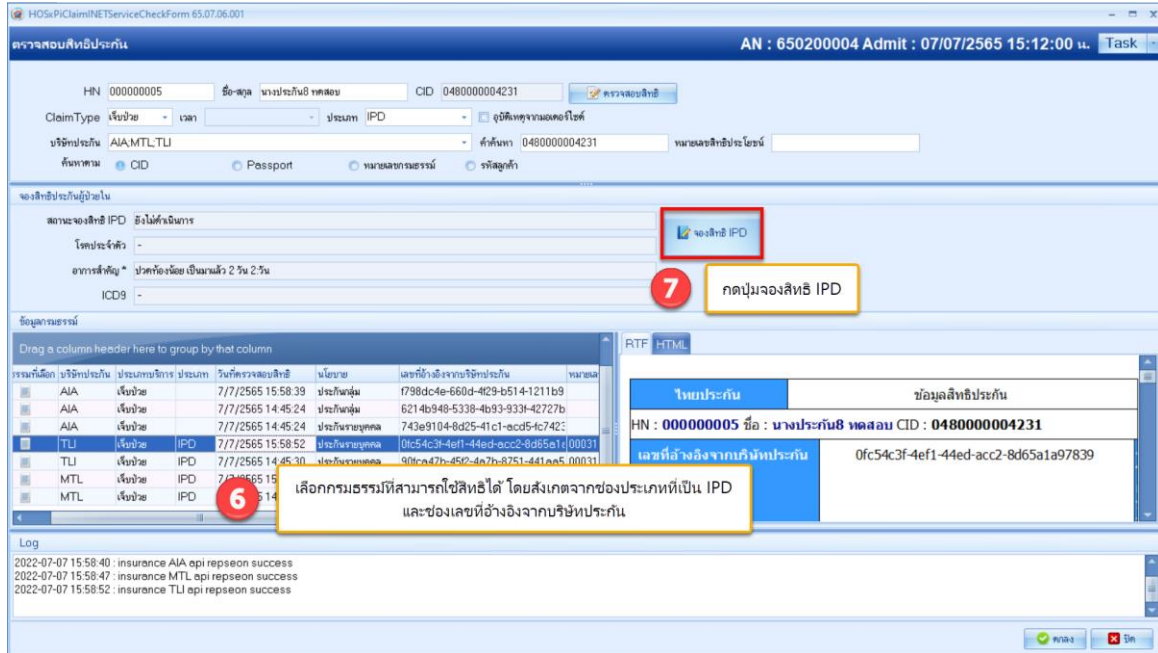 HOSxPiClaimINETServiceCheckForm 65.07.06.001
ตรวจสอบสิทธิประกัน AN : 650200004 Admit : 07/07/2565 15:12:00 น. Task
HN 000000005 ชื่อ-สกุล นางประกัน8 ทดสอบ CID 0480000004231 ตรวจสอบสิทธิ
ClaimType เจ็บป่วย เวลา ประเภท IPD อุบัติเหตุจากมอเตอร์ไซค์
บริษัทประกัน AIA;MTL;TLI คำค้นหา 0480000004231 หมายเลขสิทธิประโยชน์
ค้นหาตาม CID Passport หมายเลขกรมธรรม์ รหัสลูกค้า
จองสิทธิประกันผู้ป่วยใน
สถานะจองสิทธิ IPD ยังไม่ดำเนินการ
จองสิทธิ IPD
โรคประจำตัว -
อาการสำคัญ * ปวดท้องน้อย เป็นมาแล้ว 2 วัน 2:วัน
7 กดปุ่มจองสิทธิ IPD
ICD9 -
ข้อมูลกรมธรรม์
Drag a column header here to group by that column
RTF HTML
รรมที่เลือก บริษัทประกัน ประเภทบริการ ประเภท วันที่ตรวจสอบสิทธิ นโยบาย เลขที่อ้างอิงจากบริษัทประกัน หมายเล
AIA เจ็บป่วย 7/7/2565 15:58:39 ประกันกลุ่ม f798dc4e-660d-4f29-b514-1211b9
AIA เจ็บป่วย 7/7/2565 14:45:24 ประกันกลุ่ม 6214b948-5338-4b93-933f-42727b
AIA เจ็บป่วย 7/7/2565 14:45:24 ประกันรายบุคคล 743e9104-8d25-41c1-acd5-fc7423
TLI เจ็บป่วย IPD 7/7/2565 15:58:52 ประกันรายบุคคล 0fc54c3f-4ef1-44ed-acc2-8d65a1a 00031
TLI เจ็บป่วย IPD 7/7/2565 14:45:30 ประกันรายบุคคล 90fca47b-45f2-4a7b-8751-441aa5 00031
MTL เจ็บป่วย IPD
MTL เจ็บป่วย IPD
ไทยประกัน ข้อมูลสิทธิประกัน
HN : 000000005 ชื่อ : นางประกัน8 ทดสอบ CID : 0480000004231
เลขที่อ้างอิงจากบริษัทประกัน 0fc54c3f-4ef1-44ed-acc2-8d65a1a97839
6 เลือกกรมธรรม์ที่สามารถใช้สิทธิได้ โดยสังเกตจากช่องประเภทที่เป็น IPD
และช่องเลขที่อ้างอิงจากบริษัทประกัน
Log
2022-07-07 15:58:40 : insurance AIA api repseon success
2022-07-07 15:58:47 : insurance MTL api repseon success
2022-07-07 15:58:52 : insurance TLI api repseon success
ตกลง ปิด